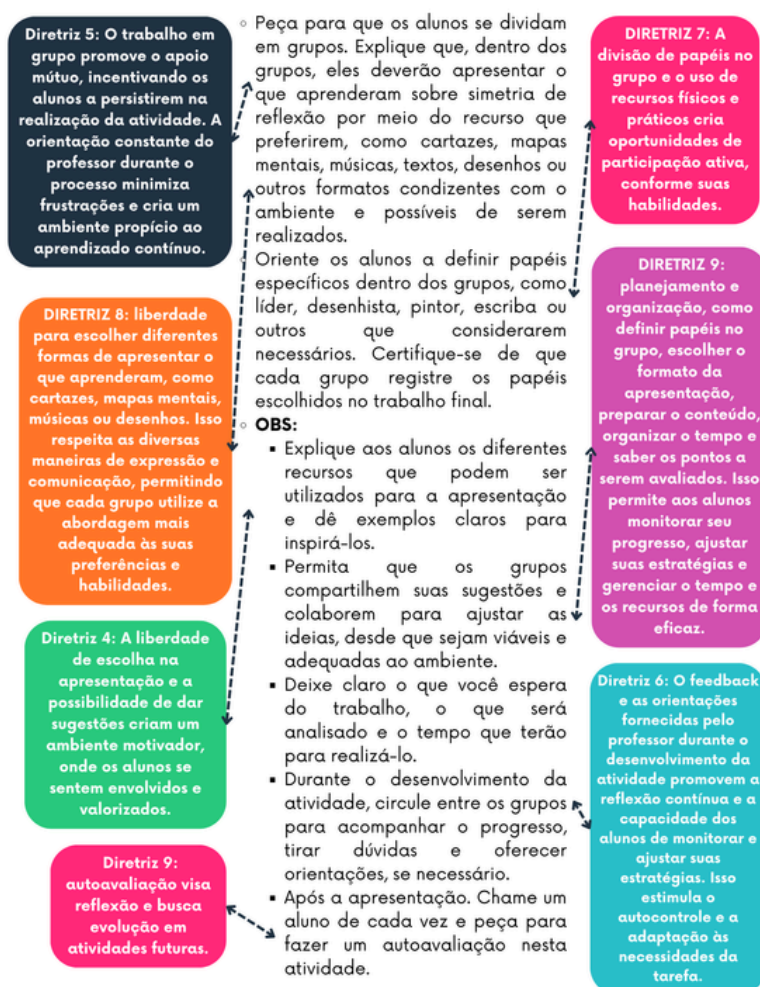 Diretriz 5: O trabalho em
grupo promove o apoio
mútuo, incentivando os
alunos a persistirem na
realização da atividade. A
orientação constante do
professor durante o
processo minimiza
frustrações e cria um
ambiente propício ao
aprendizado contínuo.
DIRETRIZ 8: liberdade
para escolher diferentes
formas de apresentar o
que aprenderam, como
cartazes, mapas mentais,
músicas ou desenhos. Isso
respeita as diversas
maneiras de expressão e
comunicação, permitindo
que cada grupo utilize a
abordagem mais
adequada às suas
preferências e
habilidades.
Diretriz 4: A liberdade
de escolha na
apresentação e a
possibilidade de dar
sugestões criam um
ambiente motivador,
onde os alunos se
sentem envolvidos e
valorizados.
Diretriz 9:
autoavaliação visa
reflexão e busca
evolução em
atividades futuras.
Peça para que os alunos se dividam
em grupos. Explique que, dentro dos
grupos, eles deverão apresentar o
que aprenderam sobre simetria de
reflexão por meio do recurso que
preferirem, como cartazes, mapas
mentais, músicas, textos, desenhos ou
outros formatos condizentes com o
ambiente e possíveis de serem
realizados.
Oriente os alunos a definir papéis
específicos dentro dos grupos, como
líder, desenhista, pintor, escriba ou
outros que considerarem
necessários. Certifique-se de que
cada grupo registre os papéis
escolhidos no trabalho final.
OBS:
Explique aos alunos os diferentes
recursos que podem ser
utilizados para a apresentação
e dê exemplos claros para
inspirá-los.
Permita que os grupos
compartilhem suas sugestões e
colaborem para ajustar as
ideias, desde que sejam viáveis e
adequadas ao ambiente.
Deixe claro o que você espera
do trabalho, o que será
analisado e o tempo que terão
para realizá-lo.
Durante o desenvolvimento da
atividade, circule entre os grupos
para acompanhar o progresso,
tirar dúvidas e oferecer
orientações, se necessário.
Após a apresentação. Chame um
aluno de cada vez e peça para
fazer um autoavaliação nesta
atividade.
DIRETRIZ 7: A
divisão de papéis no
grupo e o uso de
recursos físicos e
práticos cria
oportunidades de
participação ativa,
conforme suas
habilidades.
DIRETRIZ 9:
planejamento e
organização, como
definir papéis no
grupo, escolher o
formato da
apresentação,
preparar o conteúdo,
organizar o tempo e
saber os pontos a
serem avaliados. Isso
permite aos alunos
monitorar seu
progresso, ajustar
suas estratégias e
gerenciar o tempo e
os recursos de forma
eficaz.
Diretriz 6: O feedback
e as orientações
fornecidas pelo
professor durante o
desenvolvimento da
atividade promovem a
reflexão contínua e a
capacidade dos
alunos de monitorar e
ajustar suas
estratégias. Isso
estimula o
autocontrole e a
adaptação às
necessidades da
tarefa.